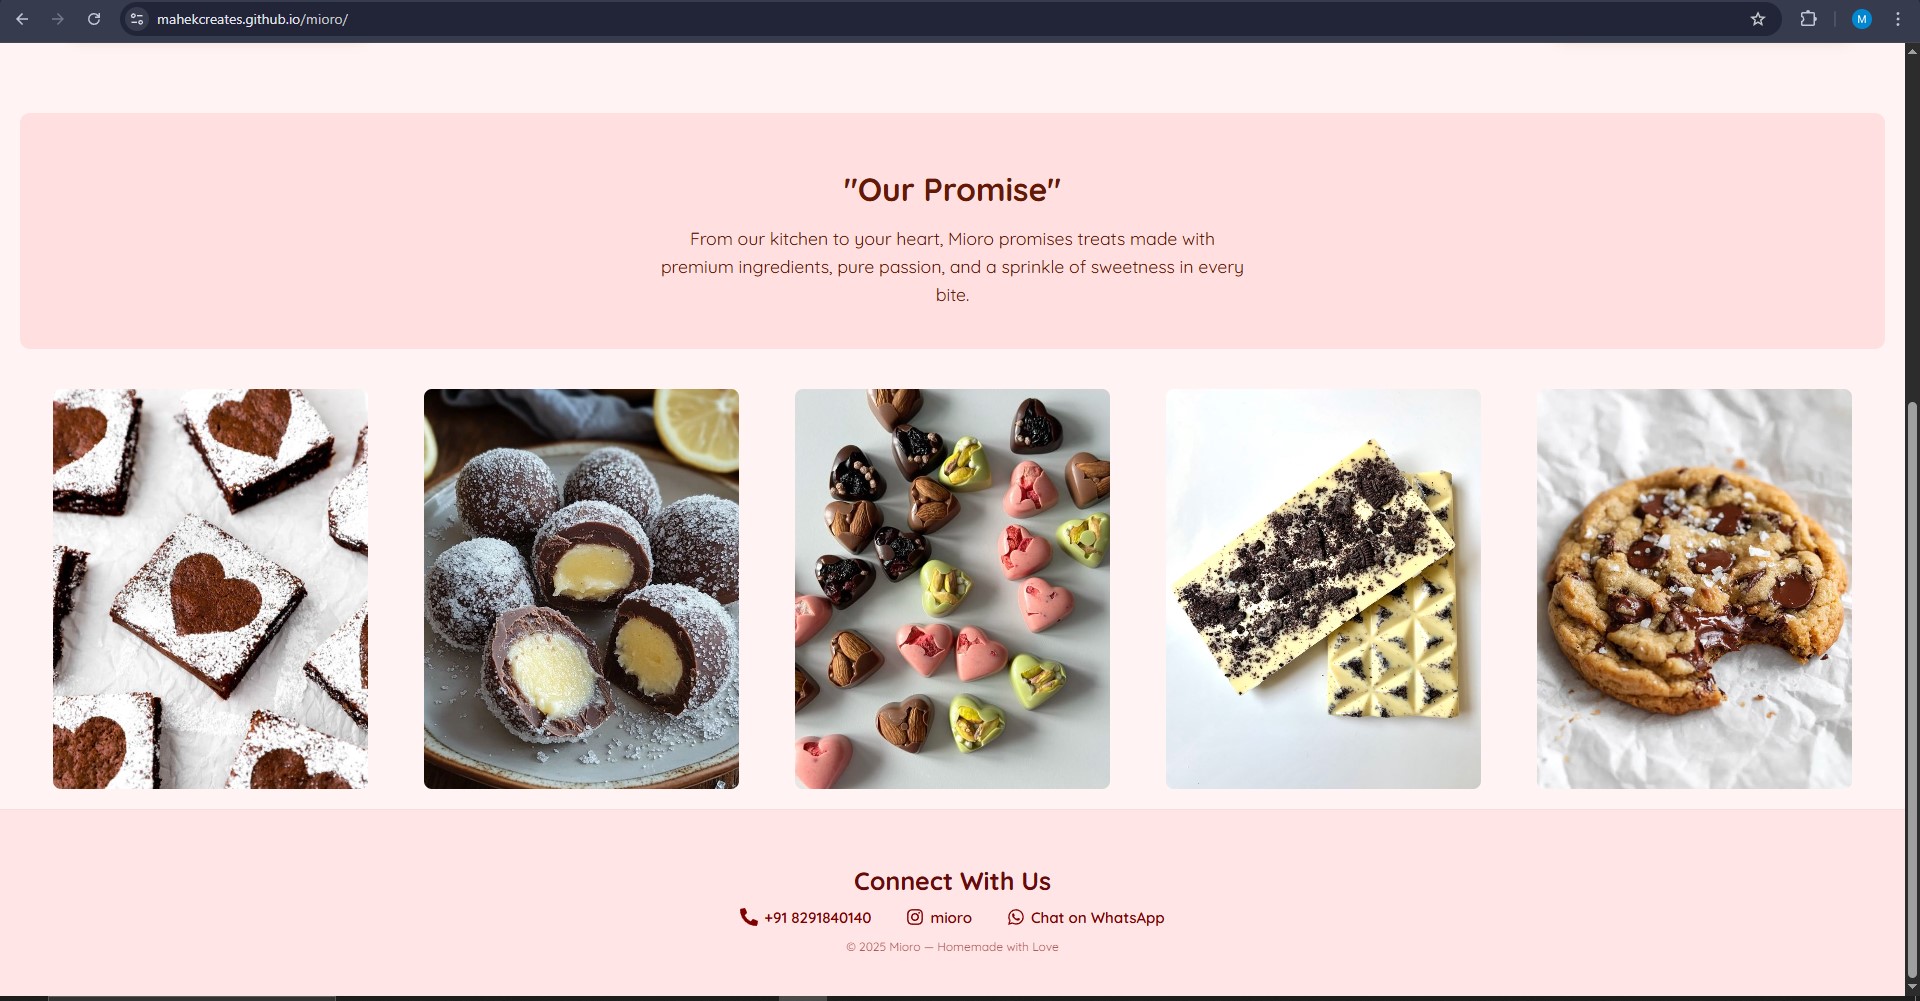 mahekcreates.github.io/mioro/
M
"Our Promise"
From our kitchen to your heart, Mioro promises treats made with
premium ingredients, pure passion, and a sprinkle of sweetness in every
bite.
Connect With Us
+91 8291840140 mioro Chat on WhatsApp
© 2025 Mioro — Homemade with Love